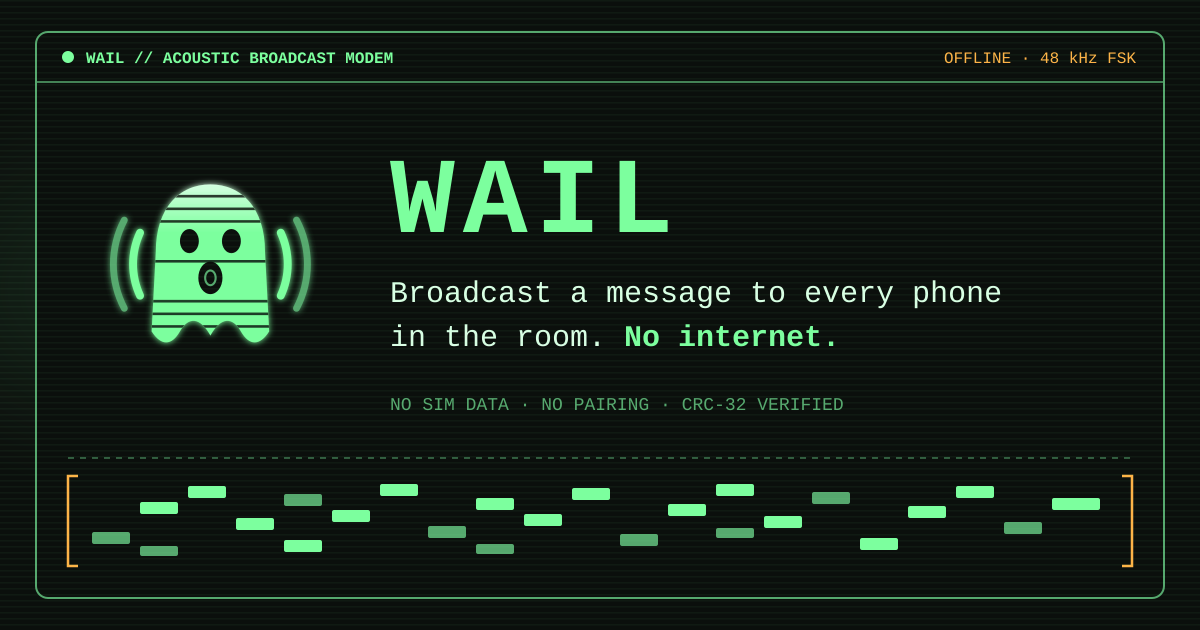 WAIL // ACOUSTIC BROADCAST MODEM
OFFLINE · 48 kHz FSK
WAIL
Broadcast a message to every phone
in the room. No internet.
NO SIM DATA · NO PAIRING · CRC-32 VERIFIED